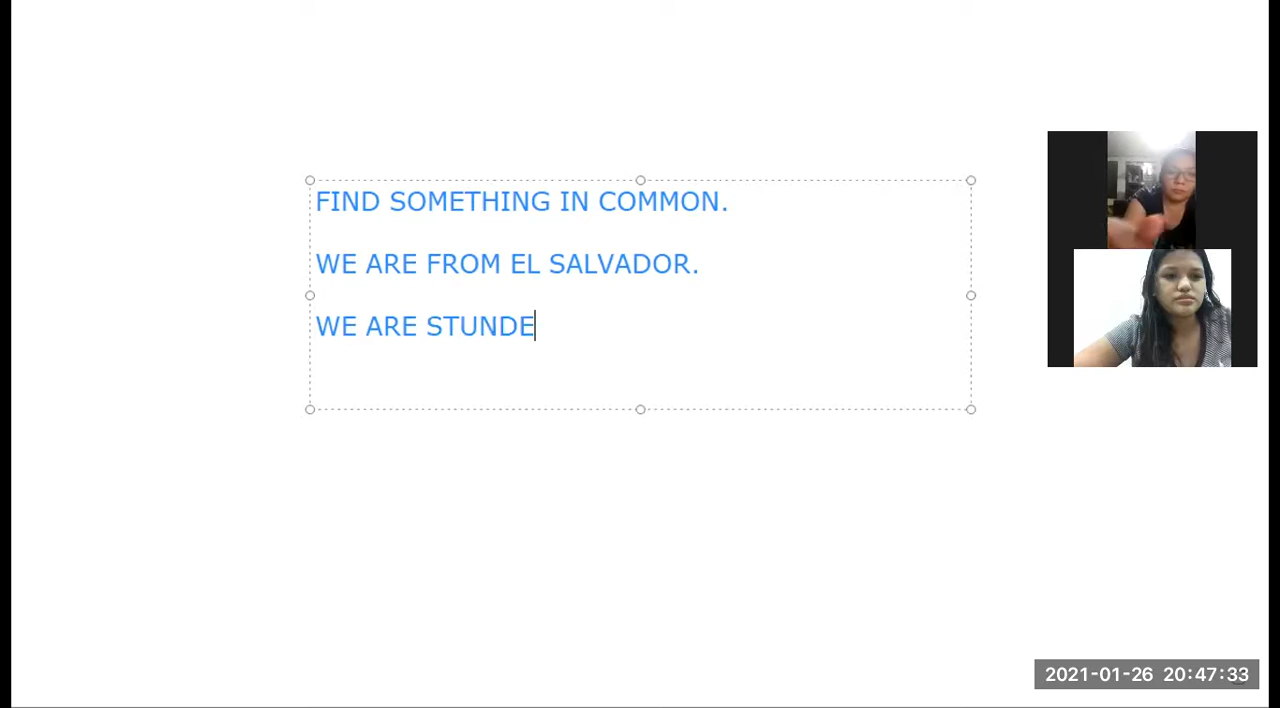 FIND SOMETHING IN COMMON.
WE ARE FROM EL SALVADOR.
WE ARE STUNDE
2021-01-26 20:47:33